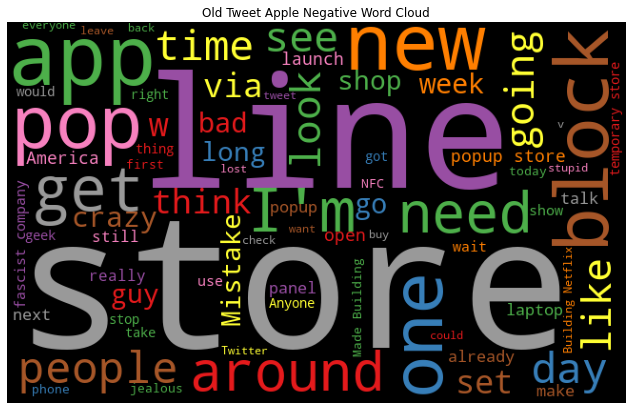 Old Tweet Apple Negative Word Cloud
everyone
leave
back
app
time
see
new
block
launch
going
would
right
via
tweet
look
shop
week
temporary store
pop
line
w
bad
v
America
thing
long
got
popup store
first
lost
NFC
today
stupid
get
think
I'm
go
need
talk
fascist company
crazy
popup
show
geek
still
Mistake
want
open
buy
wait
store
check
really
use
panel
Made Building
one
Building Netflix
like
guy
Anyone
laptop
next
stop
take
could
Twitter
people
around
already
day
phone
jealous
set
make